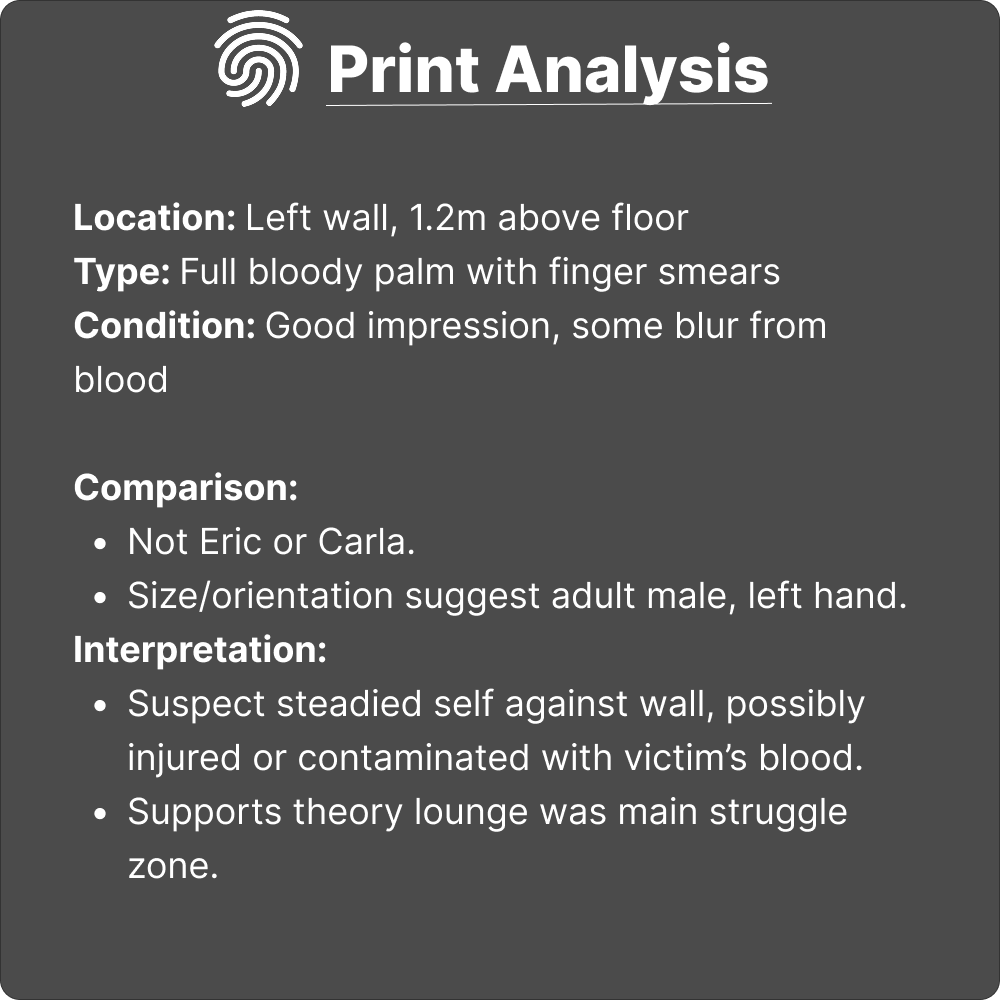 Print Analysis
Location: Left wall, 1.2m above floor
Type: Full bloody palm with finger smears
Condition: Good impression, some blur from
blood
Comparison:
• Not Eric or Carla.
• Size/orientation suggest adult male, left hand.
Interpretation:
• Suspect steadied self against wall, possibly
injured or contaminated with victim’s blood.
• Supports theory lounge was main struggle
zone.